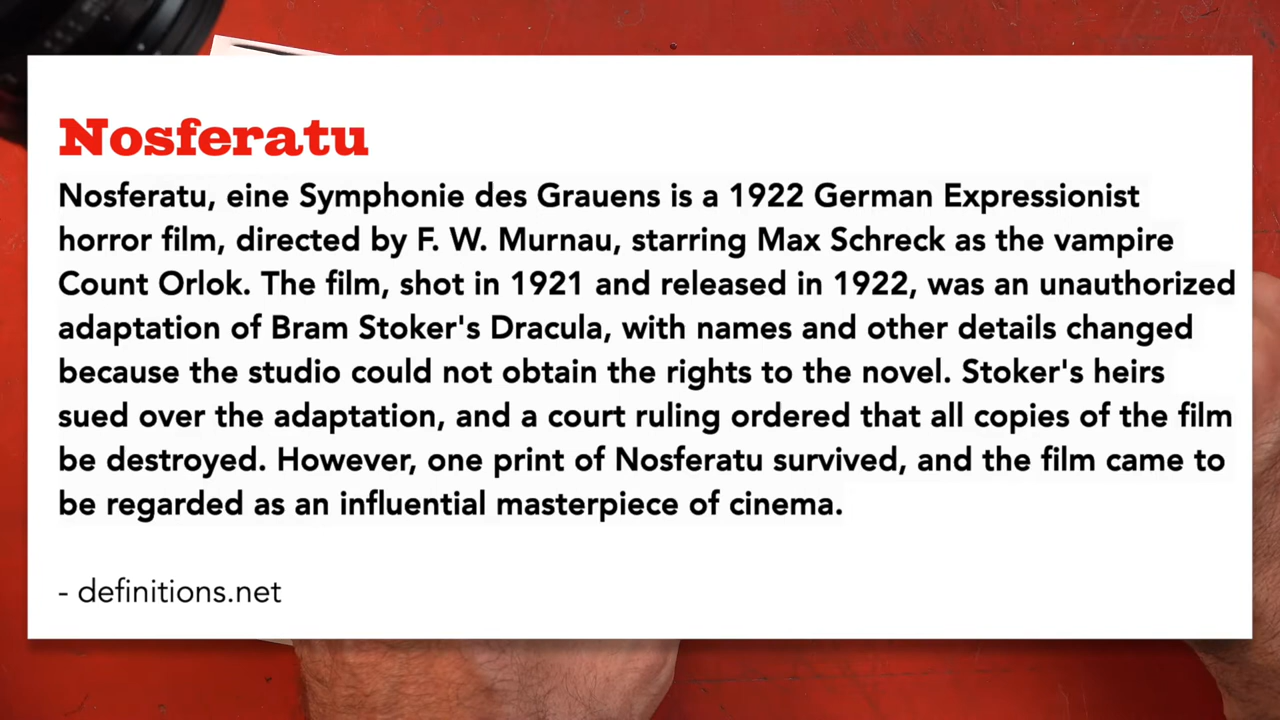 Nosferatu
Nosferatu, eine Symphonie des Grauens is a 1922 German Expressionist
horror film, directed by F. W. Murnau, starring Max Schreck as the vampire
Count Orlok. The film, shot in 1921 and released in 1922, was an unauthorized
adaptation of Bram Stoker's Dracula, with names and other details changed
because the studio could not obtain the rights to the novel. Stoker's heirs
sued over the adaptation, and a court ruling ordered that all copies of the film
be destroyed. However, one print of Nosferatu survived, and the film came to
be regarded as an influential masterpiece of cinema.
- definitions.net